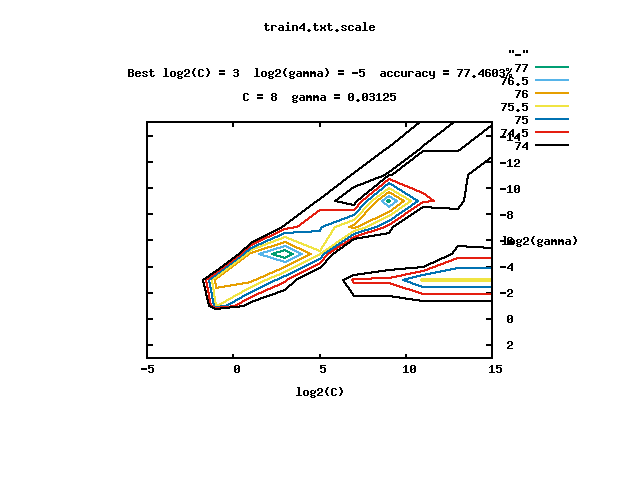 train4.txt.scale
"-"
Best log2(C) = 3  log2(gamma) = -5  accuracy = 77.4603%
77
76.5
C = 8  gamma = 0.03125
76
75.5
75
74.5
-14
74
-12
-10
-8
-6
log2(gamma)
-4
-2
0
2
-5 0 5 10 15
log2(C)